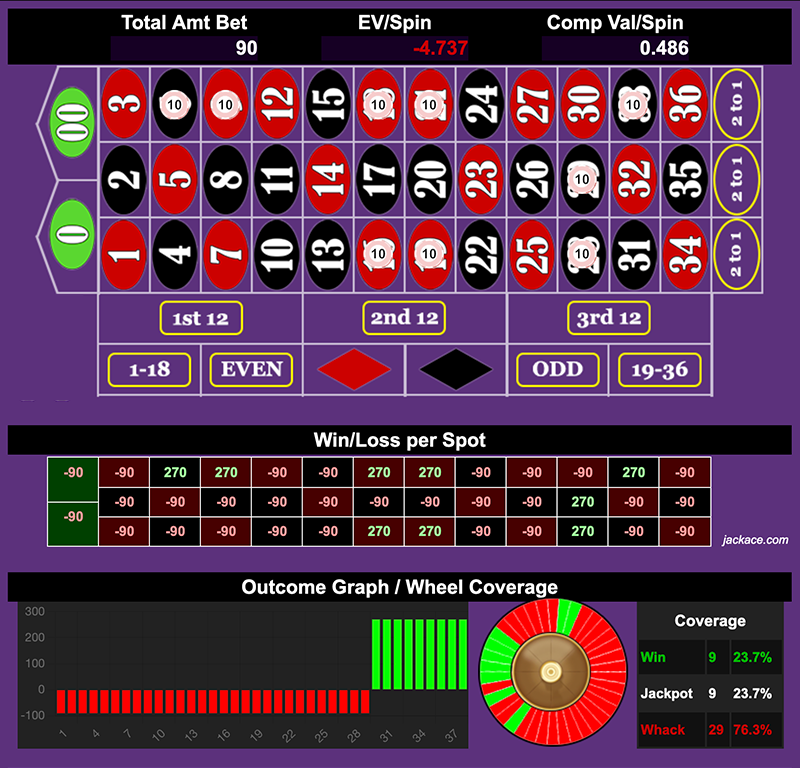 Total Amt Bet EV/Spin Comp Val/Spin
90 -4.737 0.486
00 3 10 10 12 15 10 10 24 27 30 10 36 2 to 1
2 5 8 11 14 17 20 23 26 10 32 35 2 to 1
0 1 4 7 10 13 10 10 22 25 10 31 34 2 to 1
1st 12 2nd 12 3rd 12
1-18 EVEN ODD 19-36
Win/Loss per Spot
-90 -90 270 270 -90 -90 270 270 -90 -90 -90 270 -90
-90 -90 -90 -90 -90 -90 -90 -90 -90 270 -90 -90
-90 -90 -90 -90 -90 -90 270 270 -90 -90 270 -90 -90
jackace.com
Outcome Graph / Wheel Coverage
300
200
100
0
-100
1 4 7 10 13 16 19 22 25 28 31 34 37
Coverage
Win 9 23.7%
Jackpot 9 23.7%
Whack 29 76.3%